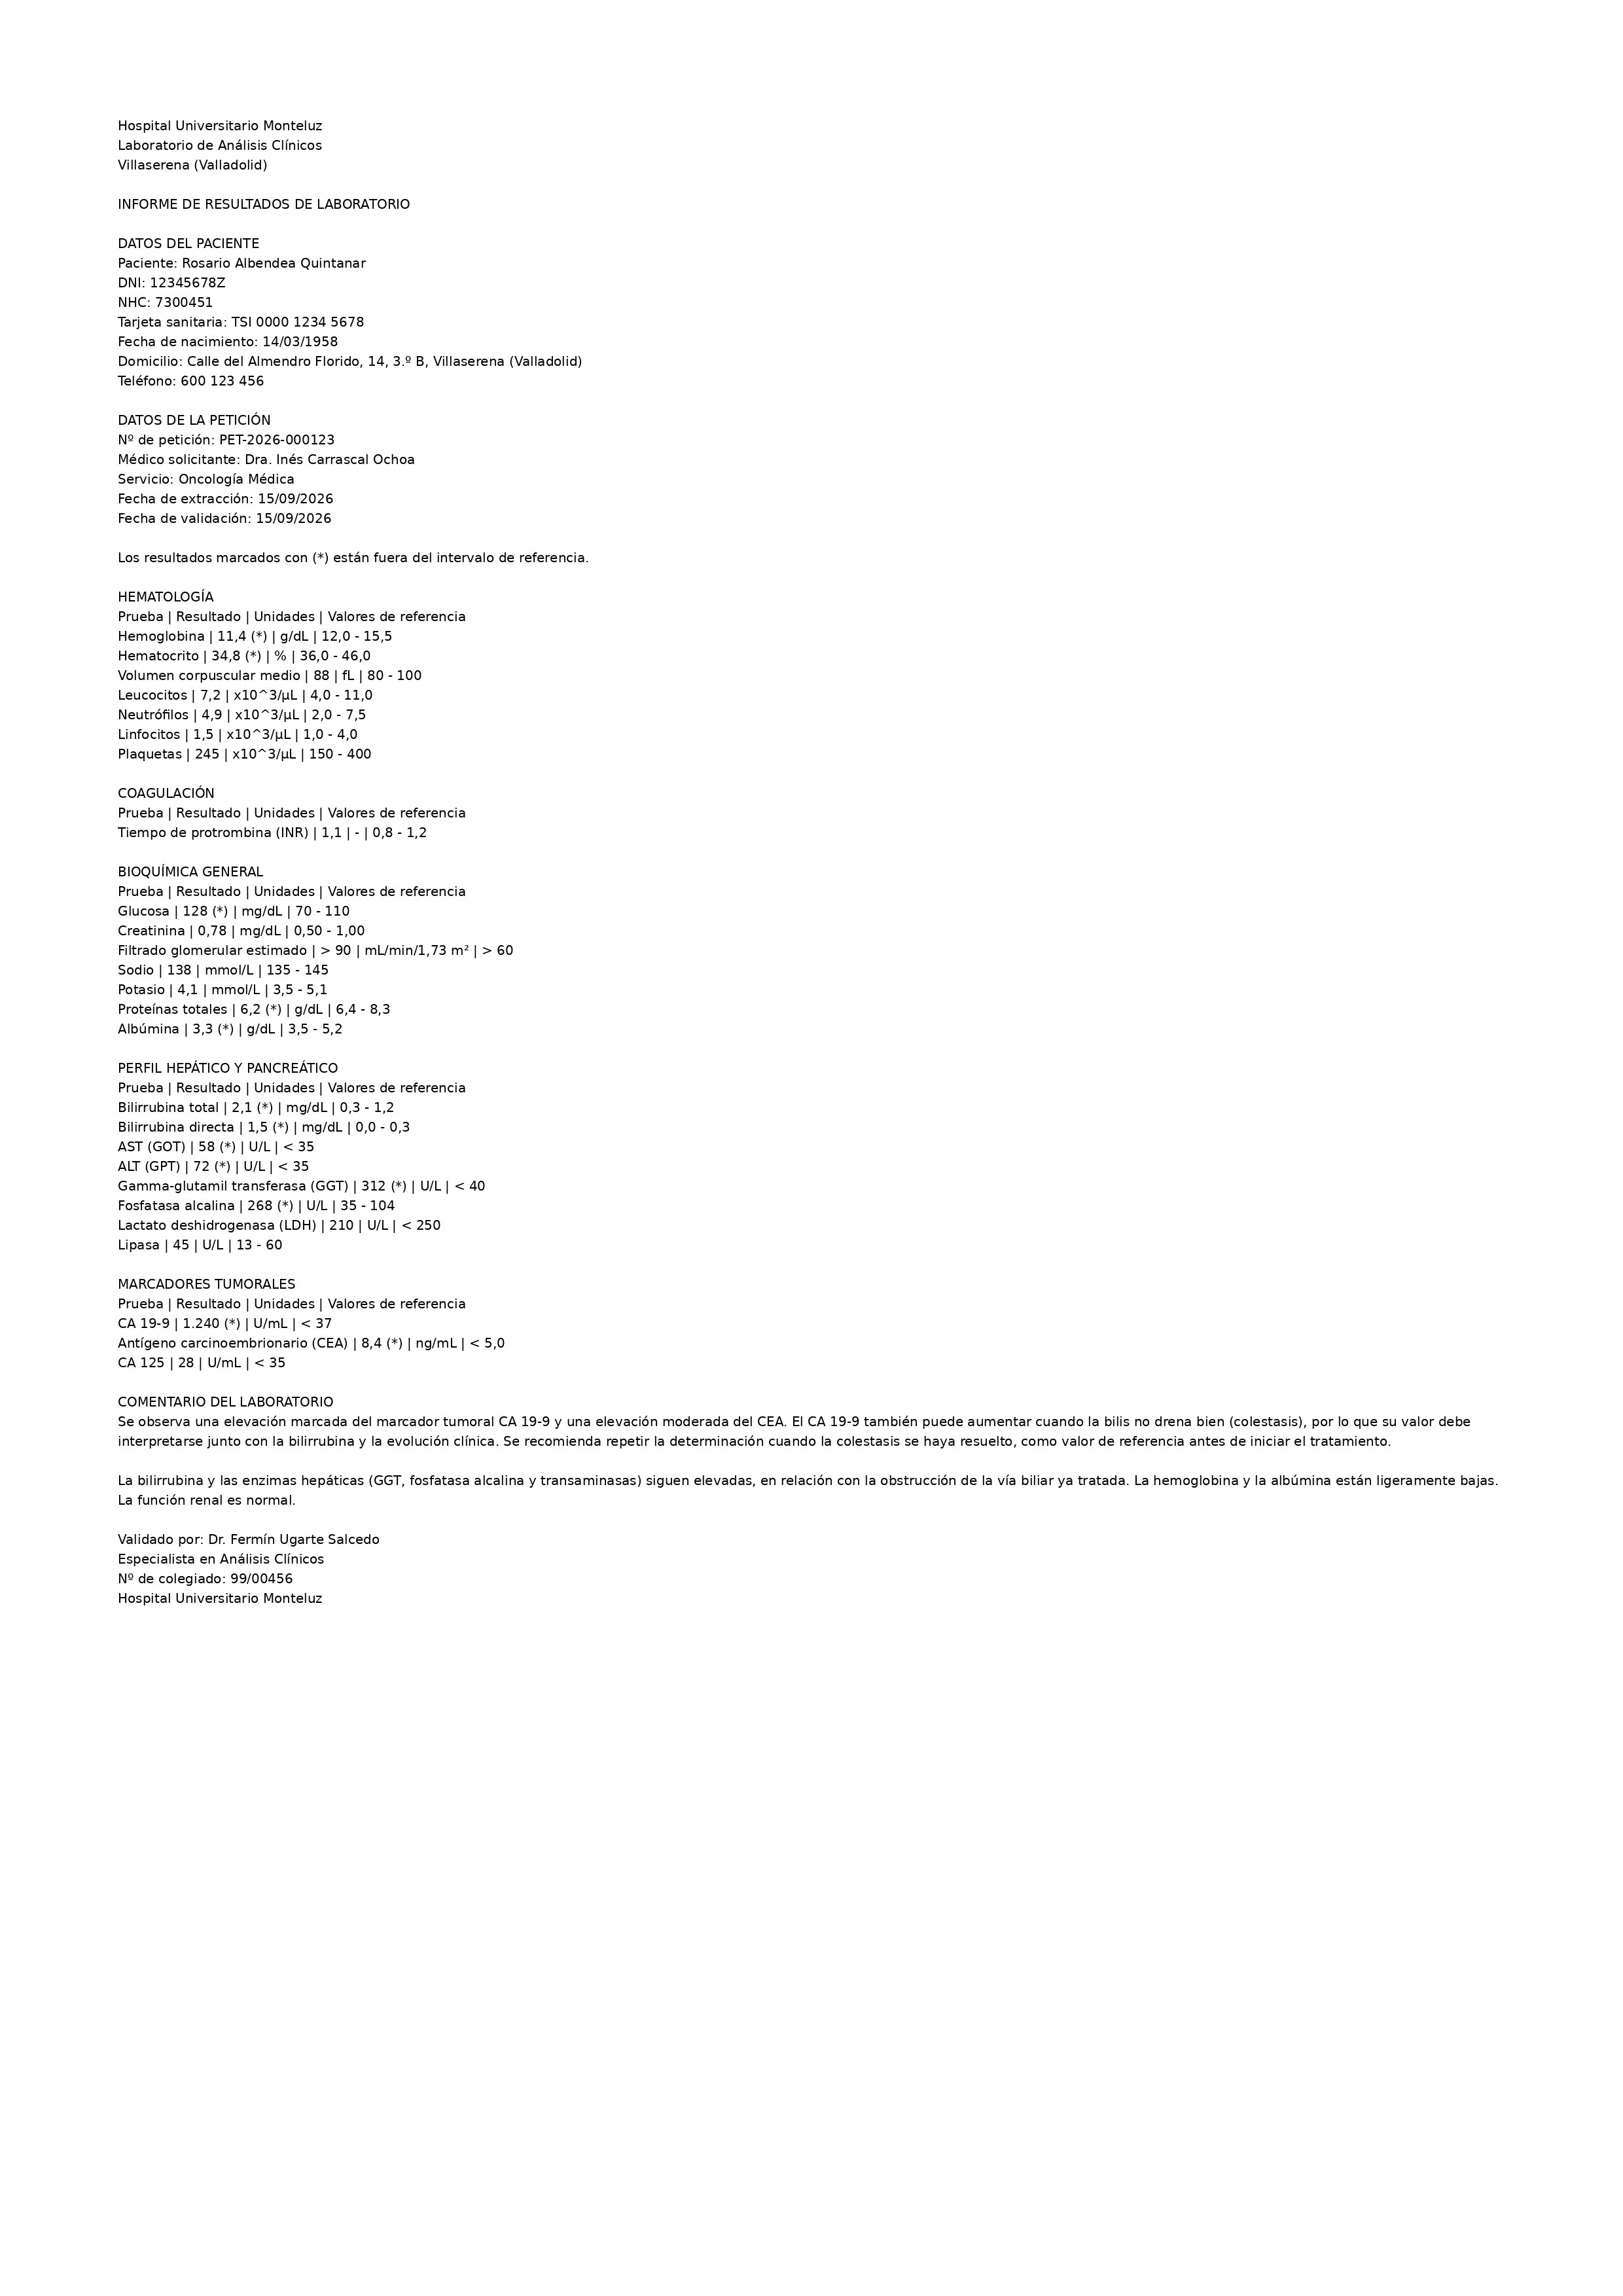 Hospital Universitario Monteluz
Laboratorio de Análisis Clínicos
Villaserena (Valladolid)
INFORME DE RESULTADOS DE LABORATORIO
DATOS DEL PACIENTE
Paciente: Rosario Albendea Quintanar
DNI: 12345678Z
NHC: 7300451
Tarjeta sanitaria: TSI 0000 1234 5678
Fecha de nacimiento: 14/03/1958
Domicilio: Calle del Almendro Florido, 14, 3.º B, Villaserena (Valladolid)
Teléfono: 600 123 456
DATOS DE LA PETICIÓN
Nº de petición: PET-2026-000123
Médico solicitante: Dra. Inés Carrascal Ochoa
Servicio: Oncología Médica
Fecha de extracción: 15/09/2026
Fecha de validación: 15/09/2026
Los resultados marcados con (*) están fuera del intervalo de referencia.
HEMATOLOGÍA
Prueba | Resultado | Unidades | Valores de referencia
Hemoglobina | 11,4 (*) | g/dL | 12,0 - 15,5
Hematocrito | 34,8 (*) | % | 36,0 - 46,0
Volumen corpuscular medio | 88 | fL | 80 - 100
Leucocitos | 7,2 | x10^3/µL | 4,0 - 11,0
Neutrófilos | 4,9 | x10^3/µL | 2,0 - 7,5
Linfocitos | 1,5 | x10^3/µL | 1,0 - 4,0
Plaquetas | 245 | x10^3/µL | 150 - 400
COAGULACIÓN
Prueba | Resultado | Unidades | Valores de referencia
Tiempo de protrombina (INR) | 1,1 | - | 0,8 - 1,2
BIOQUÍMICA GENERAL
Prueba | Resultado | Unidades | Valores de referencia
Glucosa | 128 (*) | mg/dL | 70 - 110
Creatinina | 0,78 | mg/dL | 0,50 - 1,00
Filtrado glomerular estimado | > 90 | mL/min/1,73 m² | > 60
Sodio | 138 | mmol/L | 135 - 145
Potasio | 4,1 | mmol/L | 3,5 - 5,1
Proteínas totales | 6,2 (*) | g/dL | 6,4 - 8,3
Albúmina | 3,3 (*) | g/dL | 3,5 - 5,2
PERFIL HEPÁTICO Y PANCREÁTICO
Prueba | Resultado | Unidades | Valores de referencia
Bilirrubina total | 2,1 (*) | mg/dL | 0,3 - 1,2
Bilirrubina directa | 1,5 (*) | mg/dL | 0,0 - 0,3
AST (GOT) | 58 (*) | U/L | < 35
ALT (GPT) | 72 (*) | U/L | < 35
Gamma-glutamil transferasa (GGT) | 312 (*) | U/L | < 40
Fosfatasa alcalina | 268 (*) | U/L | 35 - 104
Lactato deshidrogenasa (LDH) | 210 | U/L | < 250
Lipasa | 45 | U/L | 13 - 60
MARCADORES TUMORALES
Prueba | Resultado | Unidades | Valores de referencia
CA 19-9 | 1.240 (*) | U/mL | < 37
Antígeno carcinoembrionario (CEA) | 8,4 (*) | ng/mL | < 5,0
CA 125 | 28 | U/mL | < 35
COMENTARIO DEL LABORATORIO
Se observa una elevación marcada del marcador tumoral CA 19-9 y una elevación moderada del CEA. El CA 19-9 también puede aumentar cuando la bilis no drena bien (colestasis), por lo que su valor debe
interpretarse junto con la bilirrubina y la evolución clínica. Se recomienda repetir la determinación cuando la colestasis se haya resuelto, como valor de referencia antes de iniciar el tratamiento.
La bilirrubina y las enzimas hepáticas (GGT, fosfatasa alcalina y transaminasas) siguen elevadas, en relación con la obstrucción de la vía biliar ya tratada. La hemoglobina y la albúmina están ligeramente bajas.
La función renal es normal.
Validado por: Dr. Fermín Ugarte Salcedo
Especialista en Análisis Clínicos
Nº de colegiado: 99/00456
Hospital Universitario Monteluz